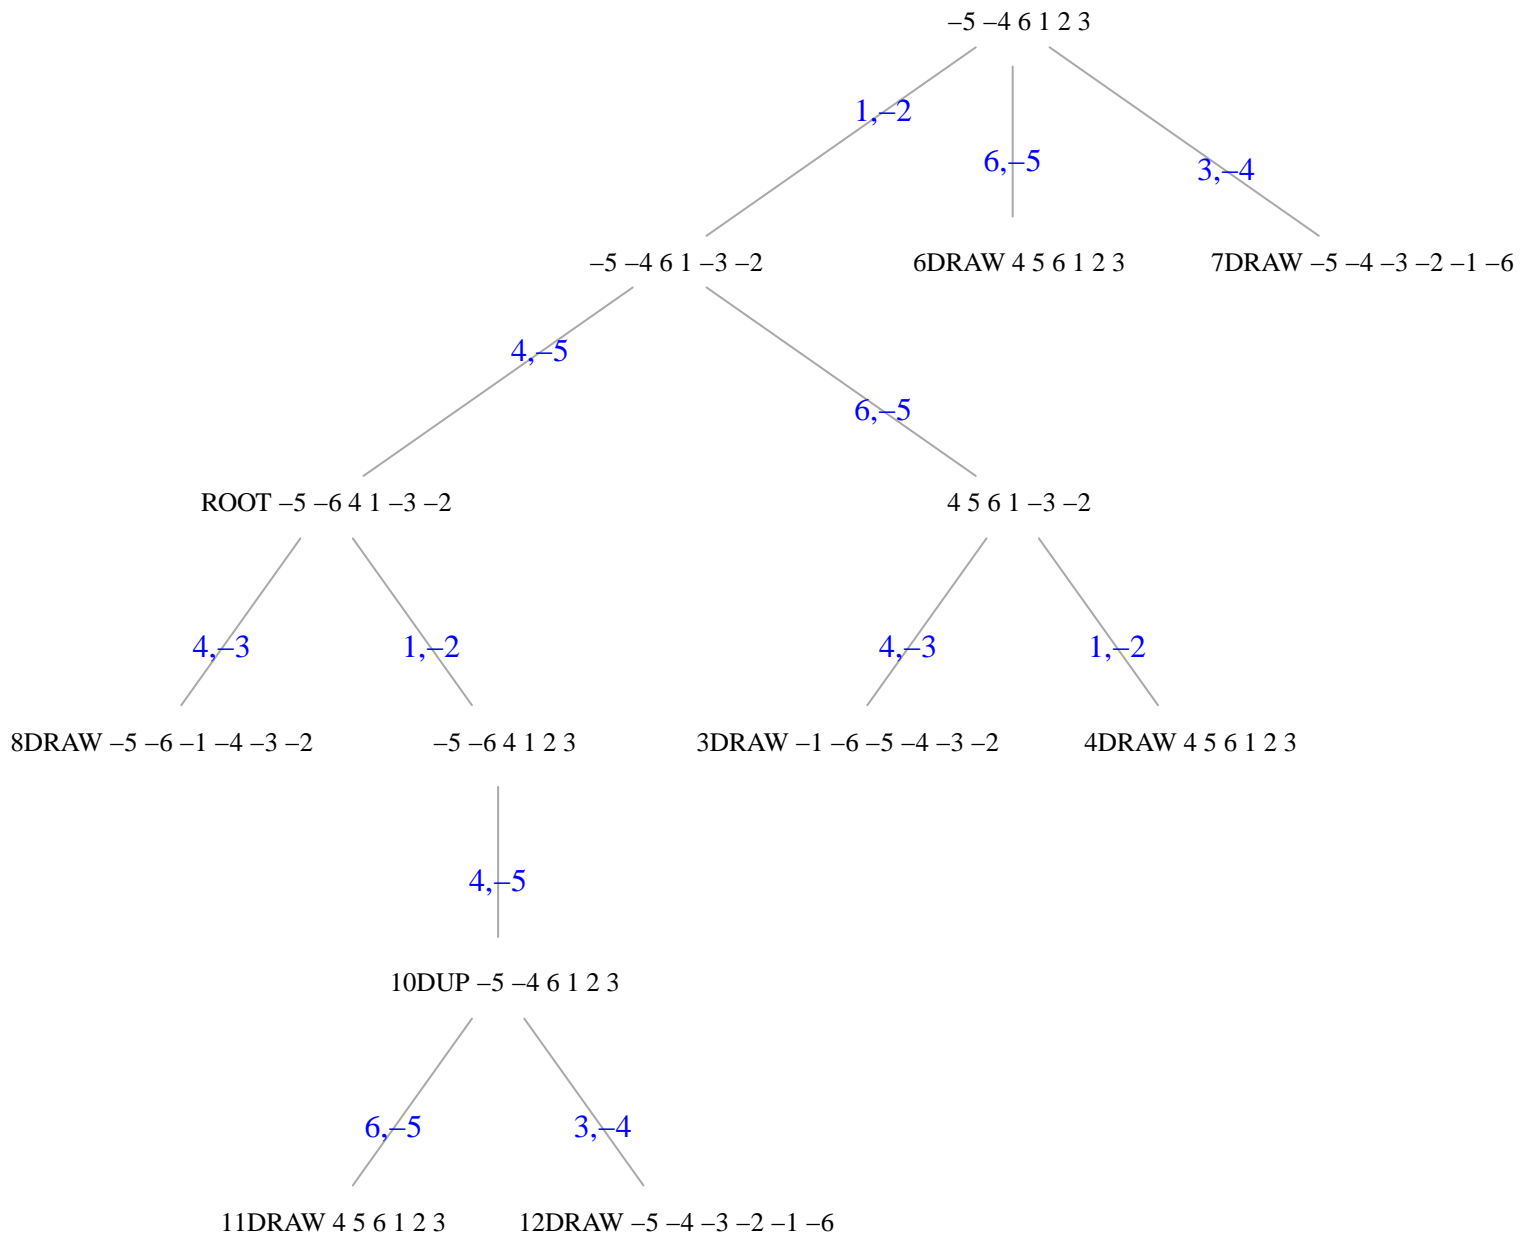 –5 –4 6 1 2 3
1,–2
6,–5
3,–4
–5 –4 6 1 –3 –2
6DRAW 4 5 6 1 2 3
7DRAW –5 –4 –3 –2 –1 –6
4,–5
6,–5
ROOT –5 –6 4 1 –3 –2
4 5 6 1 –3 –2
4,–3
1,–2
4,–3
1,–2
8DRAW –5 –6 –1 –4 –3 –2
–5 –6 4 1 2 3
3DRAW –1 –6 –5 –4 –3 –2
4DRAW 4 5 6 1 2 3
4,–5
10DUP –5 –4 6 1 2 3
6,–5
3,–4
11DRAW 4 5 6 1 2 3
12DRAW –5 –4 –3 –2 –1 –6